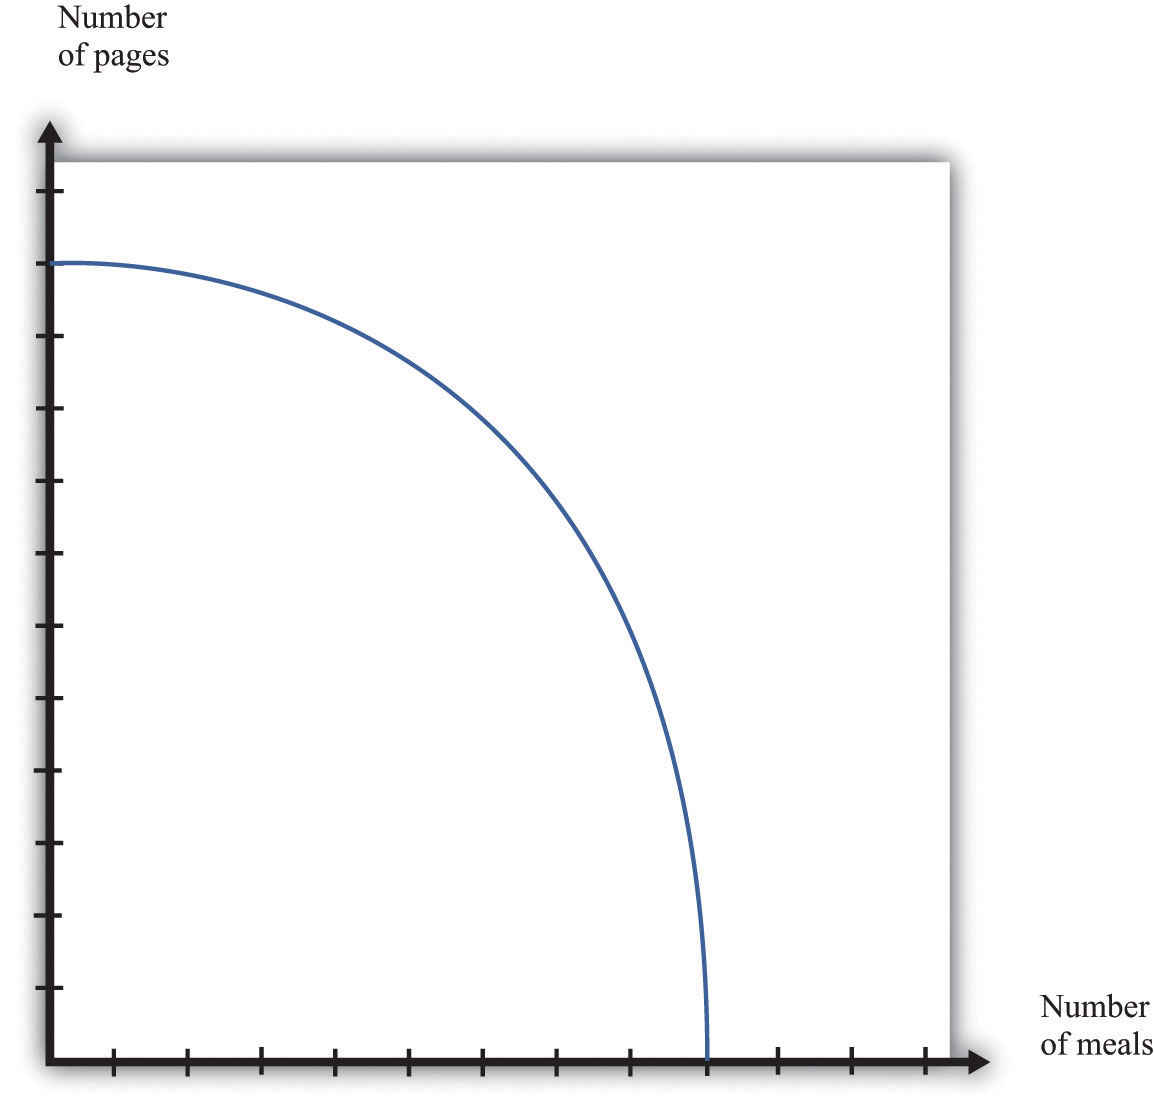 Number
of pages
Number
of meals